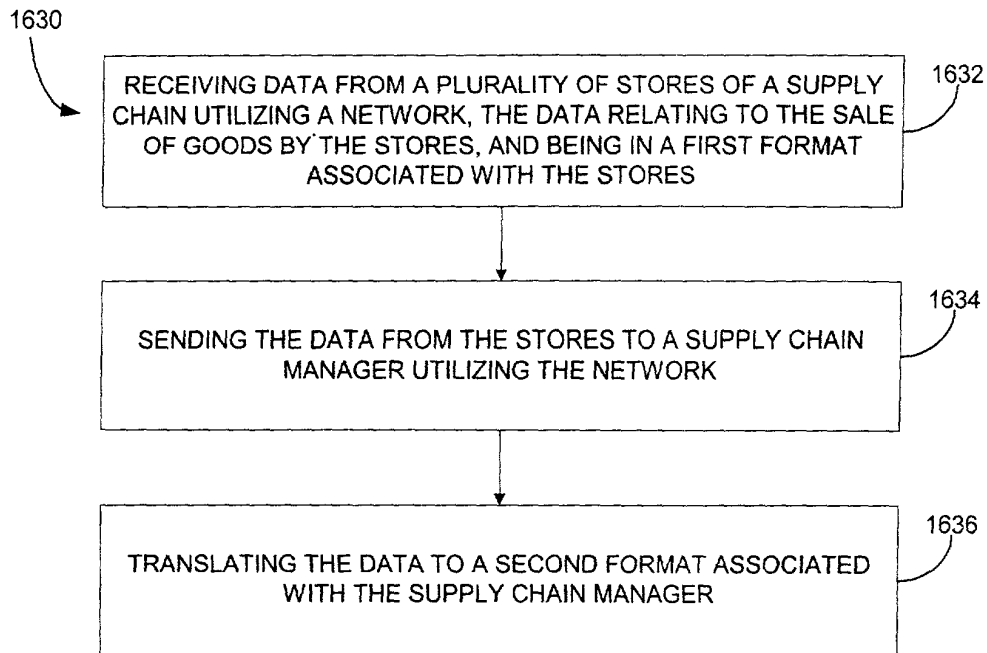 1630
RECEIVING DATA FROM A PLURALITY OF STORES OF A SUPPLY
CHAIN UTILIZING A NETWORK, THE DATA RELATING TO THE SALE
OF GOODS BY THE STORES, AND BEING IN A FIRST FORMAT
ASSOCIATED WITH THE STORES
1632
SENDING THE DATA FROM THE STORES TO A SUPPLY CHAIN
MANAGER UTILIZING THE NETWORK
1634
TRANSLATING THE DATA TO A SECOND FORMAT ASSOCIATED
WITH THE SUPPLY CHAIN MANAGER
1636